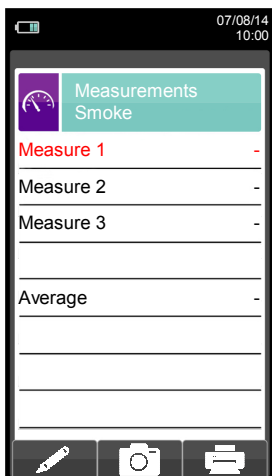 07/08/14
10:00
Measurements
Smoke
Measure 1 -
Measure 2 -
Measure 3 -
Average -